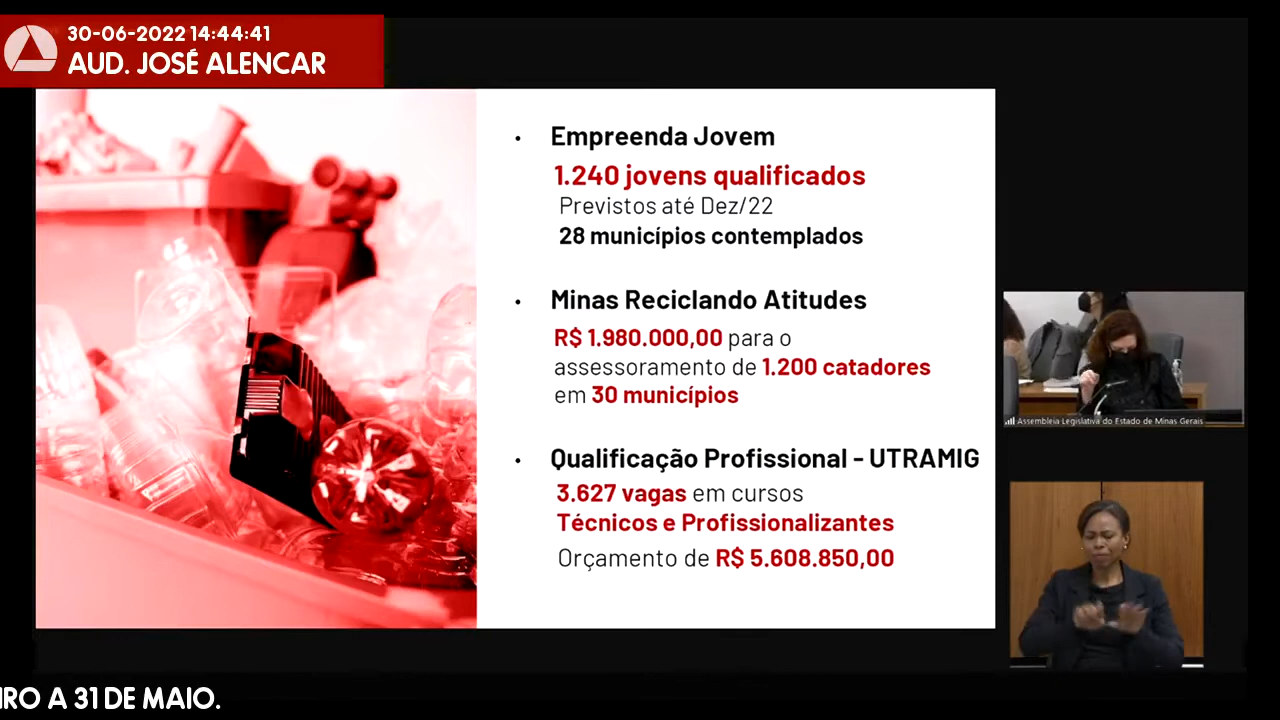 30-06-2022 14:44:41
AUD. JOSÉ ALENCAR
• Empreenda Jovem
1.240 jovens qualificados
Previstos até Dez/22
28 municípios contemplados
• Minas Reciclando Atitudes
R$ 1.980.000,00 para o
assessoramento de 1.200 catadores
em 30 municípios
• Qualificação Profissional - UTRAMIG
3.627 vagas em cursos
Técnicos e Profissionalizantes
Orçamento de R$ 5.608.850,00
Assembleia Legislativa do Estado de Minas Gerais
IRO A 31 DE MAIO.